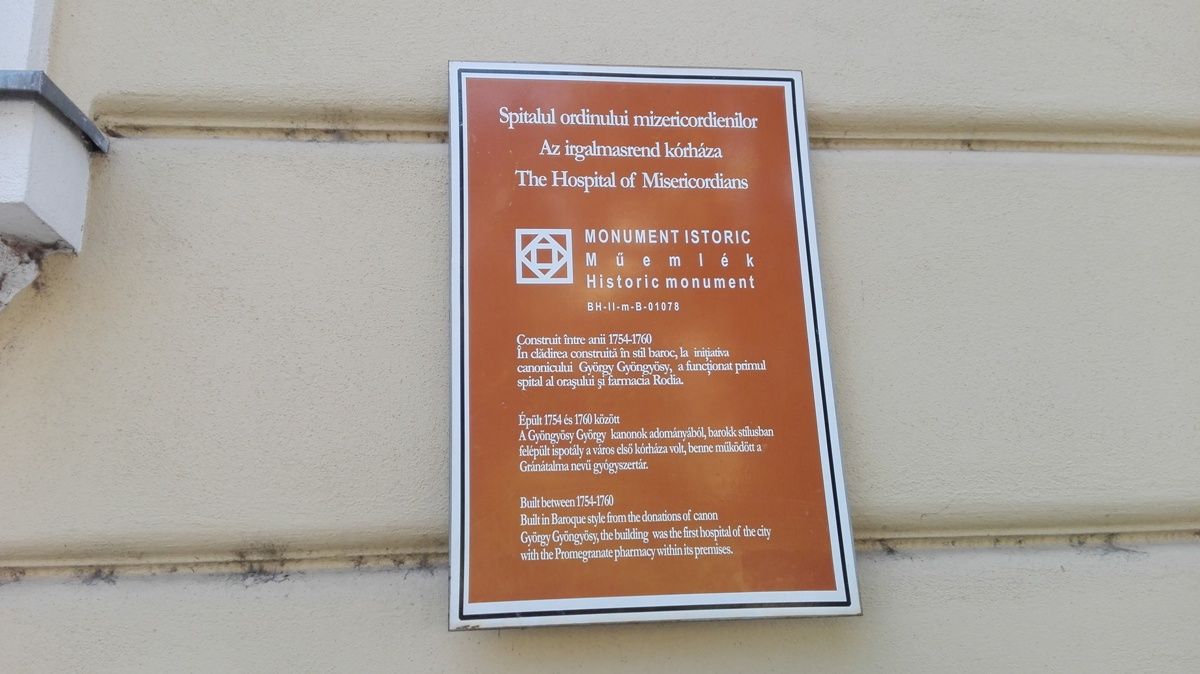 Spitalul ordinului mizericordienilor
Az irgalmasrend kórháza
The Hospital of Misericordians
MONUMENT ISTORIC
Műemlék
Historic monument
BH-II-m-B-01078
Construit între anii 1754-1760
În clădirea construită în stil baroc, la iniţiativa
canonicului György Gyöngyösy, a funcţionat primul
spital al oraşului şi farmacia Rodia.
Épült 1754 és 1760 között
A Gyöngyösy György kanonok adományából, barokk stílusban
felépült ispotály a város első kórháza volt, benne működött a
Gránátalma nevű gyógyszertár.
Built between 1754-1760
Built in Baroque style from the donations of canon
György Gyöngyösy, the building was the first hospital of the city
with the Promegranate pharmacy within its premises.